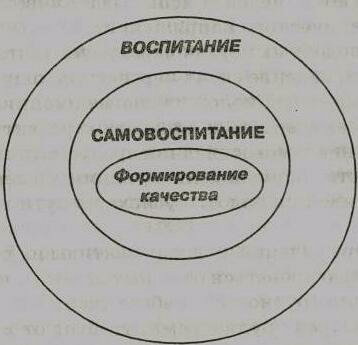 ВОСПИТАНИЕ
САМОВОСПИТАНИЕ
Формирование
качества